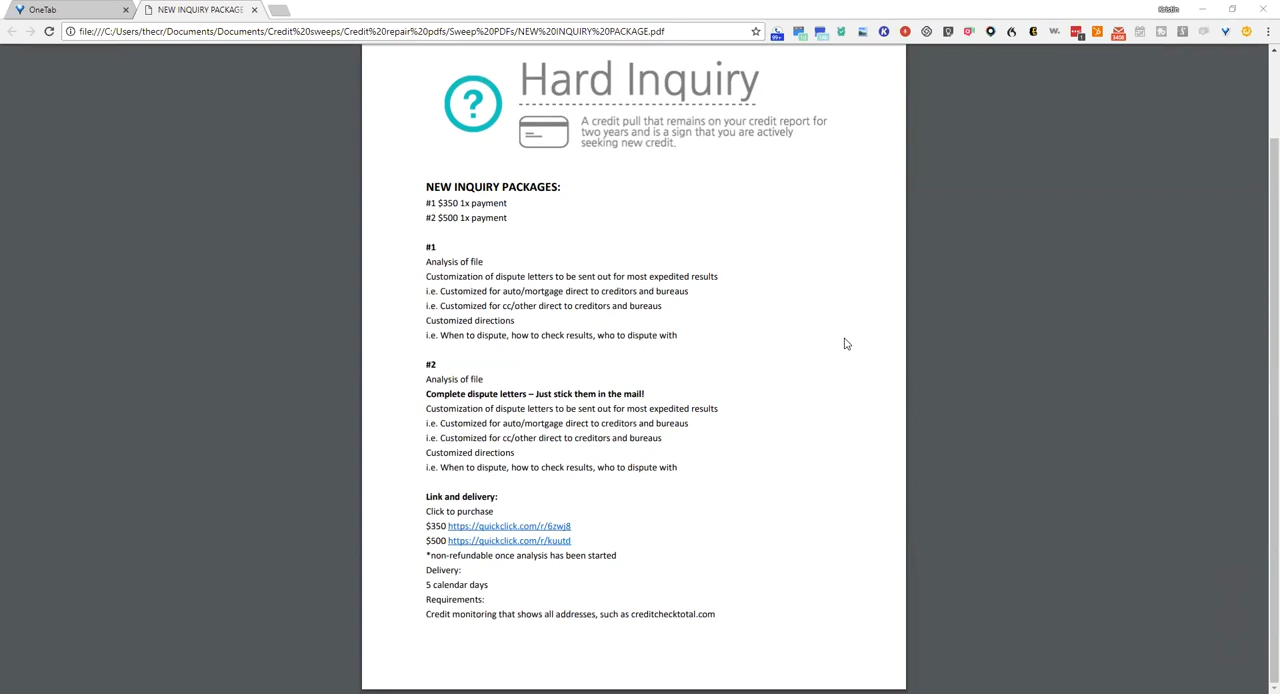 OneTab
NEW INQUIRY PACKAGE
Kristin
file:///C:/Users/thecr/Documents/Documents/Credit%20sweeps/Credit%20repair%20pdfs/Sweep%20PDFs/NEW%20INQUIRY%20PACKAGE.pdf
99+
3408
Hard Inquiry
A credit pull that remains on your credit report for
two years and is a sign that you are actively
seeking new credit.
NEW INQUIRY PACKAGES:
#1 $350 1x payment
#2 $500 1x payment
#1
Analysis of file
Customization of dispute letters to be sent out for most expedited results
i.e. Customized for auto/mortgage direct to creditors and bureaus
i.e. Customized for cc/other direct to creditors and bureaus
Customized directions
i.e. When to dispute, how to check results, who to dispute with
#2
Analysis of file
Complete dispute letters – Just stick them in the mail!
Customization of dispute letters to be sent out for most expedited results
i.e. Customized for auto/mortgage direct to creditors and bureaus
i.e. Customized for cc/other direct to creditors and bureaus
Customized directions
i.e. When to dispute, how to check results, who to dispute with
Link and delivery:
Click to purchase
$350 https://quickclick.com/r/6zwj8
$500 https://quickclick.com/r/kuutd
*non-refundable once analysis has been started
Delivery:
5 calendar days
Requirements:
Credit monitoring that shows all addresses, such as creditchecktotal.com